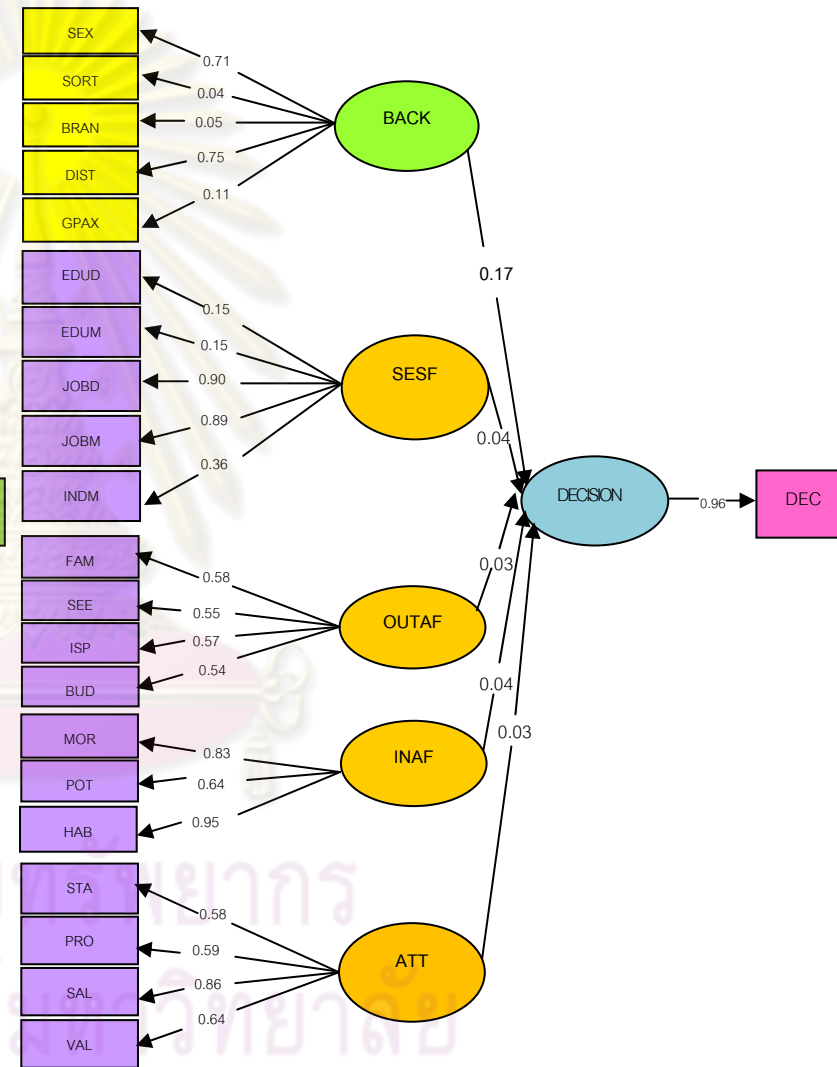 SEX
0.71
SORT
0.04
BRAN
0.05
DIST
0.75
GPAX
0.11
BACK
0.17
EDUD
0.15
EDUM
0.15
JOBD
0.90
JOBM
0.89
INDM
0.36
SESF
0.04
DECISION
0.96
DEC
FAM
0.58
SEE
0.55
ISP
0.57
BUD
0.54
OUTAF
0.03
MOR
0.83
POT
0.64
HAB
0.95
INAF
0.04
STA
0.58
PRO
0.59
SAL
0.86
VAL
0.64
ATT
0.03